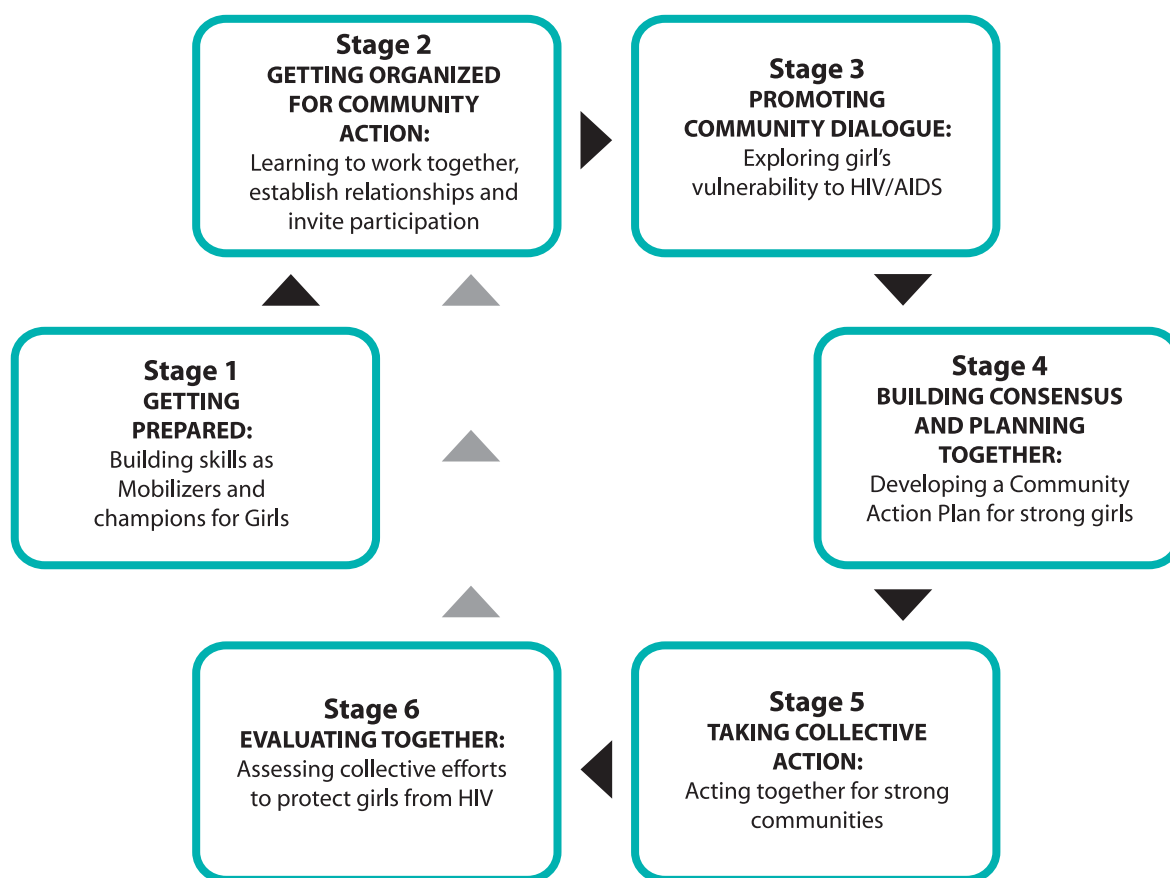 Stage 1
GETTING
PREPARED:
Building skills as
Mobilizers and
champions for Girls
Stage 2
GETTING ORGANIZED
FOR COMMUNITY
ACTION:
Learning to work together,
establish relationships and
invite participation
Stage 3
PROMOTING
COMMUNITY DIALOGUE:
Exploring girl's
vulnerability to HIV/AIDS
Stage 4
BUILDING CONSENSUS
AND PLANNING
TOGETHER:
Developing a Community
Action Plan for strong girls
Stage 5
TAKING COLLECTIVE
ACTION:
Acting together for strong
communities
Stage 6
EVALUATING TOGETHER:
Assessing collective efforts
to protect girls from HIV